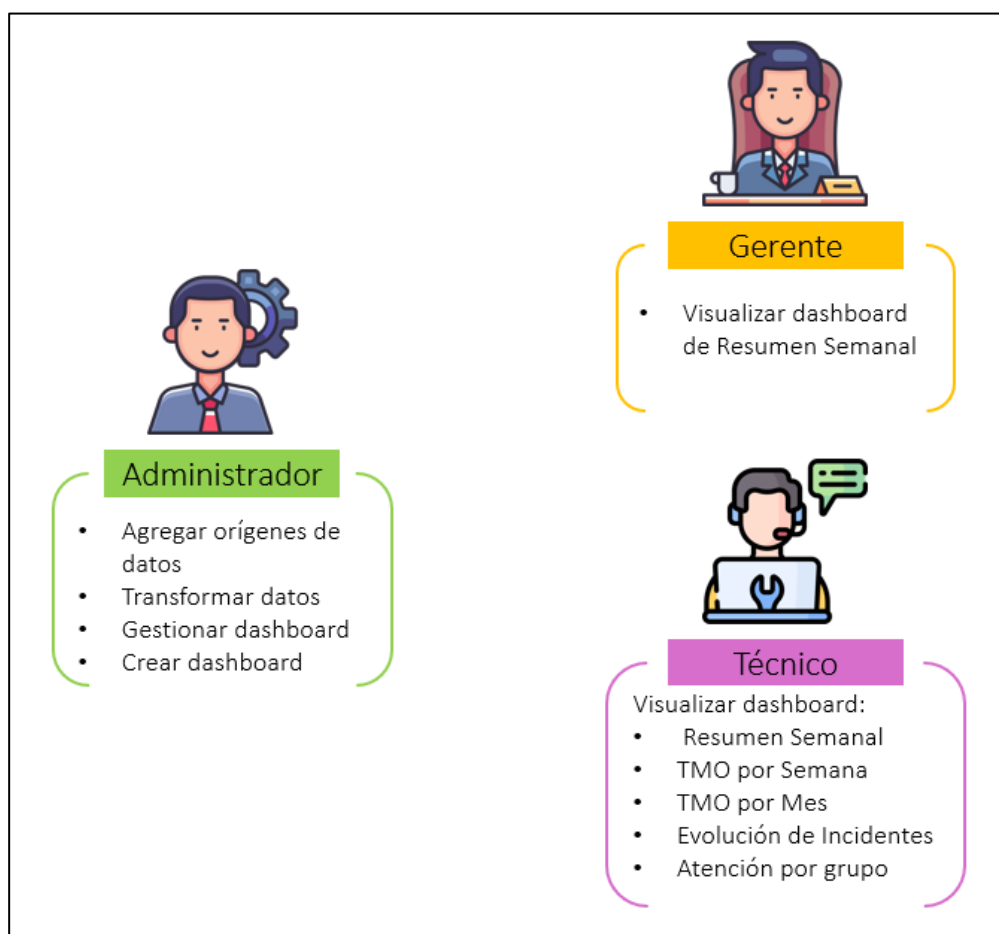 Gerente
• Visualizar dashboard
de Resumen Semanal
Administrador
• Agregar orígenes de
datos
• Transformar datos
• Gestionar dashboard
• Crear dashboard
Técnico
Visualizar dashboard:
• Resumen Semanal
• TMO por Semana
• TMO por Mes
• Evolución de Incidentes
• Atención por grupo